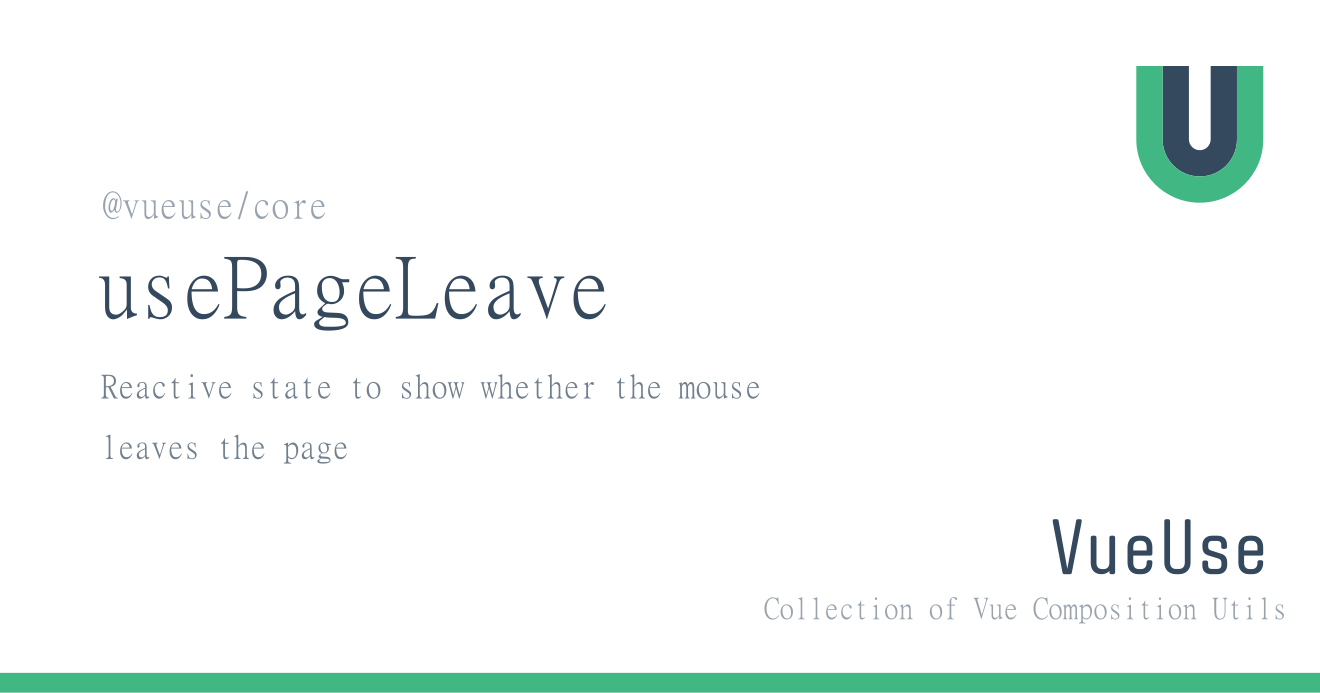 @vueuse/core
usePageLeave
Reactive state to show whether the mouse
leaves the page
VueUse
Collection of Vue Composition Utils